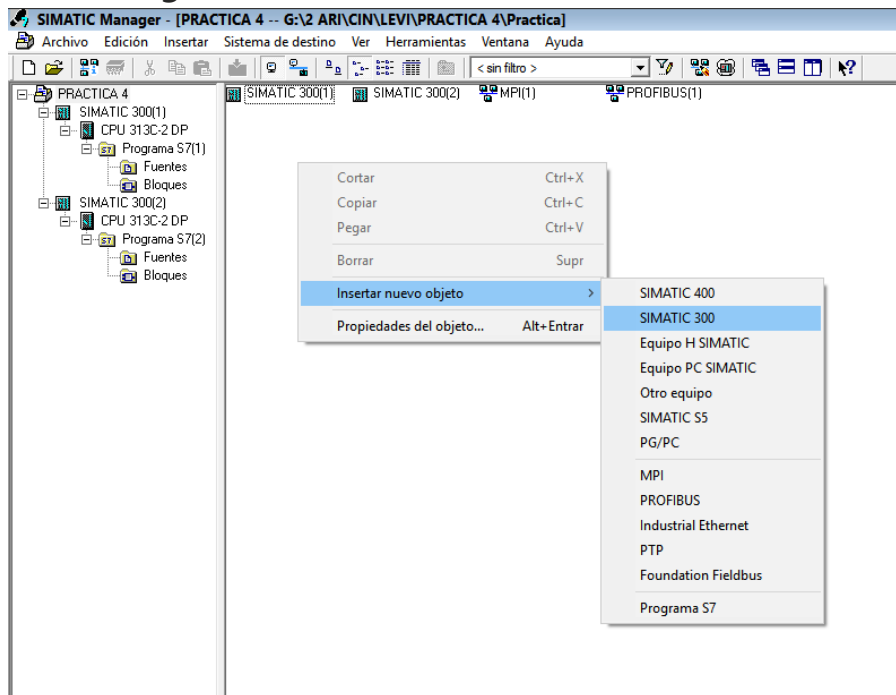 SIMATIC Manager - [PRACTICA 4 -- G:\2 ARI\CIN\LEVI\PRACTICA 4\Practica]
Archivo Edición Insertar Sistema de destino Ver Herramientas Ventana Ayuda
< sin filtro >
PRACTICA 4
SIMATIC 300(1)
CPU 313C-2 DP
Programa S7(1)
Fuentes
Bloques
SIMATIC 300(2)
CPU 313C-2 DP
Programa S7(2)
Fuentes
Bloques
SIMATIC 300(1) SIMATIC 300(2) MPI(1) PROFIBUS(1)
Cortar Ctrl+X
Copiar Ctrl+C
Pegar Ctrl+V
Borrar Supr
Insertar nuevo objeto >
Propiedades del objeto... Alt+Entrar
SIMATIC 400
SIMATIC 300
Equipo H SIMATIC
Equipo PC SIMATIC
Otro equipo
SIMATIC S5
PG/PC
MPI
PROFIBUS
Industrial Ethernet
PTP
Foundation Fieldbus
Programa S7